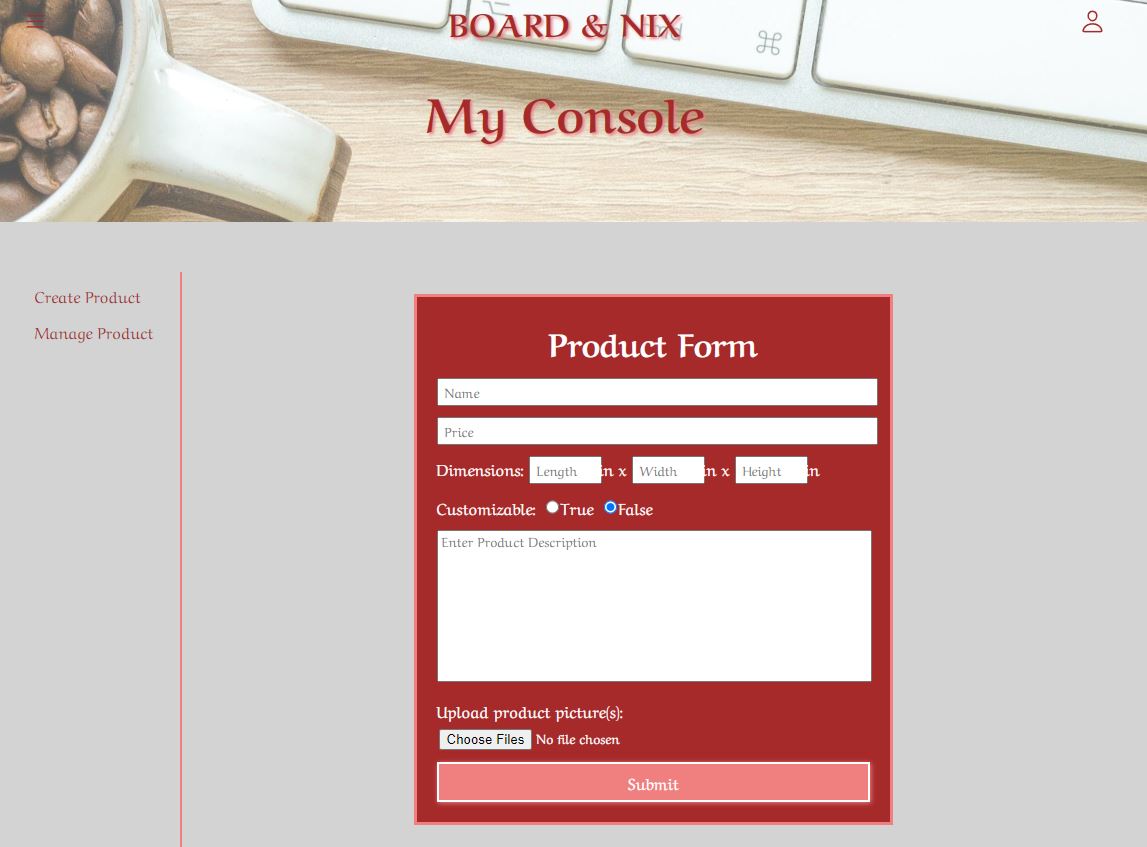 BOARD & NIX
My Console
Create Product
Manage Product
Product Form
Name
Price
Dimensions: Length in x Width in x Height in
Customizable: True False
Enter Product Description
Upload product picture(s):
Choose Files No file chosen
Submit